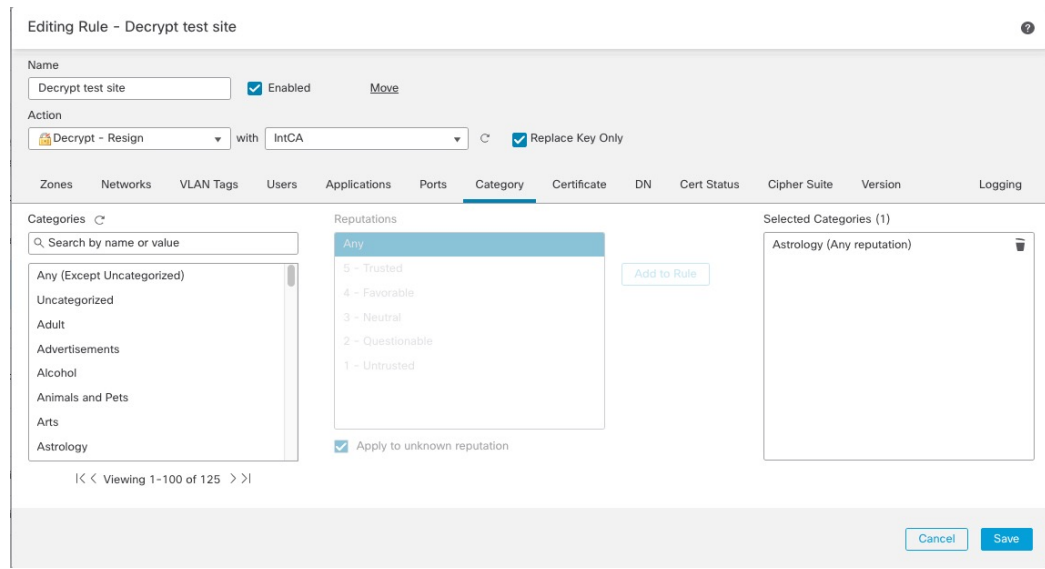 Editing Rule - Decrypt test site
Name
Decrypt test site
Enabled
Move
Action
Decrypt - Resign
with
IntCA
Replace Key Only
Zones Networks VLAN Tags Users Applications Ports Category Certificate DN Cert Status Cipher Suite Version Logging
Categories
Search by name or value
Any (Except Uncategorized)
Uncategorized
Adult
Advertisements
Alcohol
Animals and Pets
Arts
Astrology
Viewing 1-100 of 125
Reputations
Any
5 - Trusted
4 - Favorable
3 - Neutral
2 - Questionable
1 - Untrusted
Apply to unknown reputation
Add to Rule
Selected Categories (1)
Astrology (Any reputation)
Cancel
Save